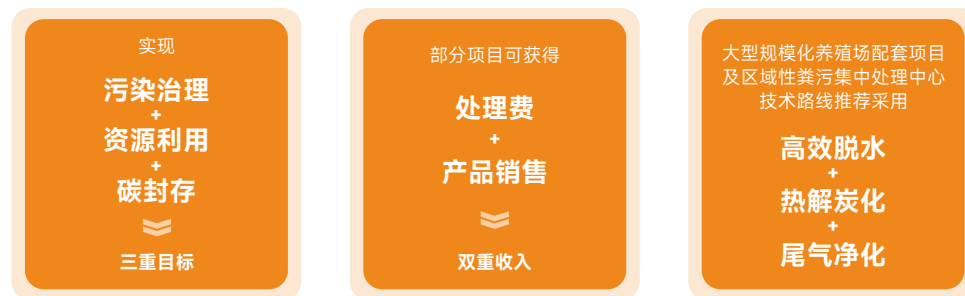 实现
污染治理
+
资源利用
+
碳封存
三重目标
部分项目可获得
处理费
+
产品销售
双重收入
大型规模化养殖场配套项目
及区域性粪污集中处理中心
技术路线推荐采用
高效脱水
+
热解炭化
+
尾气净化